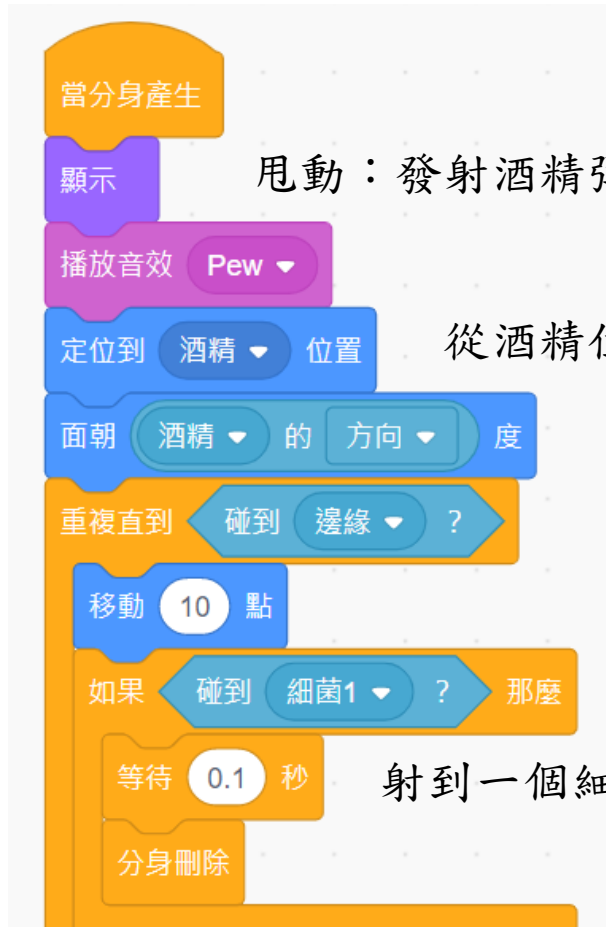 當分身產生
顯示
甩動：發射酒精
播放音效 Pew
定位到 酒精 位置
從酒精
面朝 酒精 的 方向 度
重複直到 碰到 邊緣 ?
移動 10 點
如果 碰到 細菌1 ? 那麼
等待 0.1 秒
射到一個
分身刪除